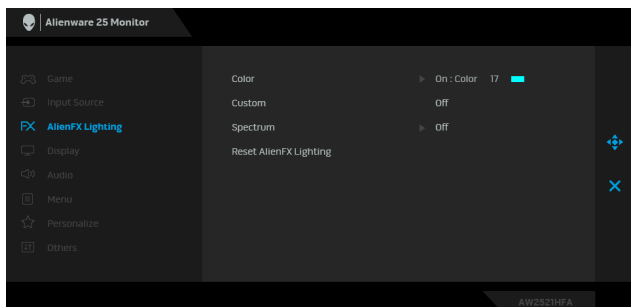 Alienware 25 Monitor
Game
Input Source
FX AlienFX Lighting
Display
Audio
Menu
Personalize
Others
Color On : Color 17
Custom Off
Spectrum Off
Reset AlienFX Lighting
AW2521HFA